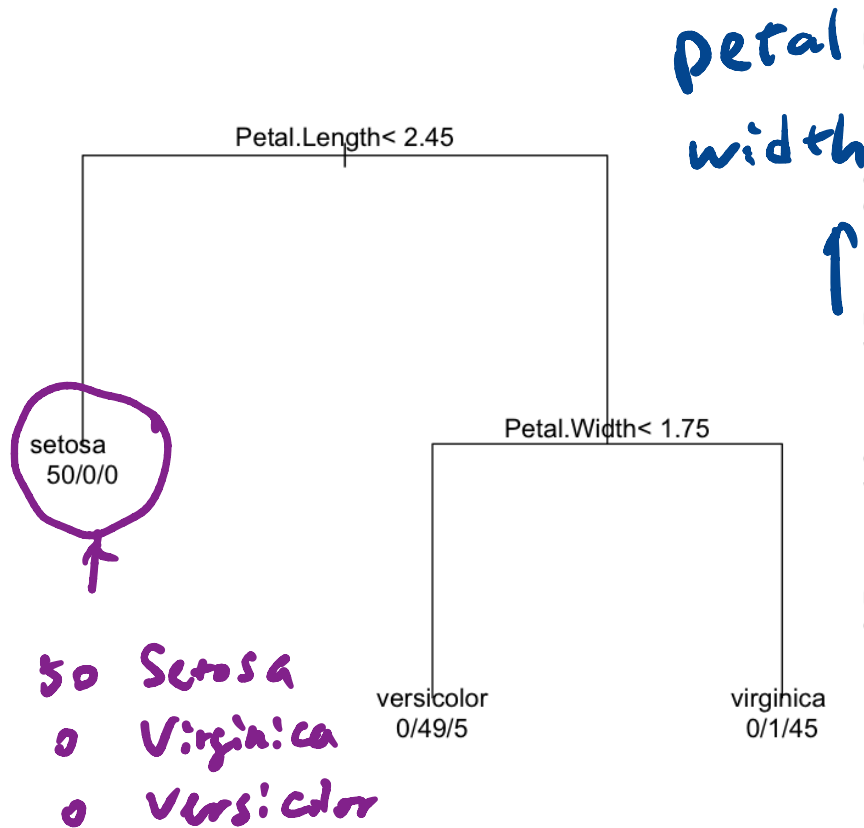 petal
width
Petal.Length< 2.45
setosa
50/0/0
Petal.Width< 1.75
versicolor
0/49/5
virginica
0/1/45
50 Setosa
0 Virginica
0 Versicolor